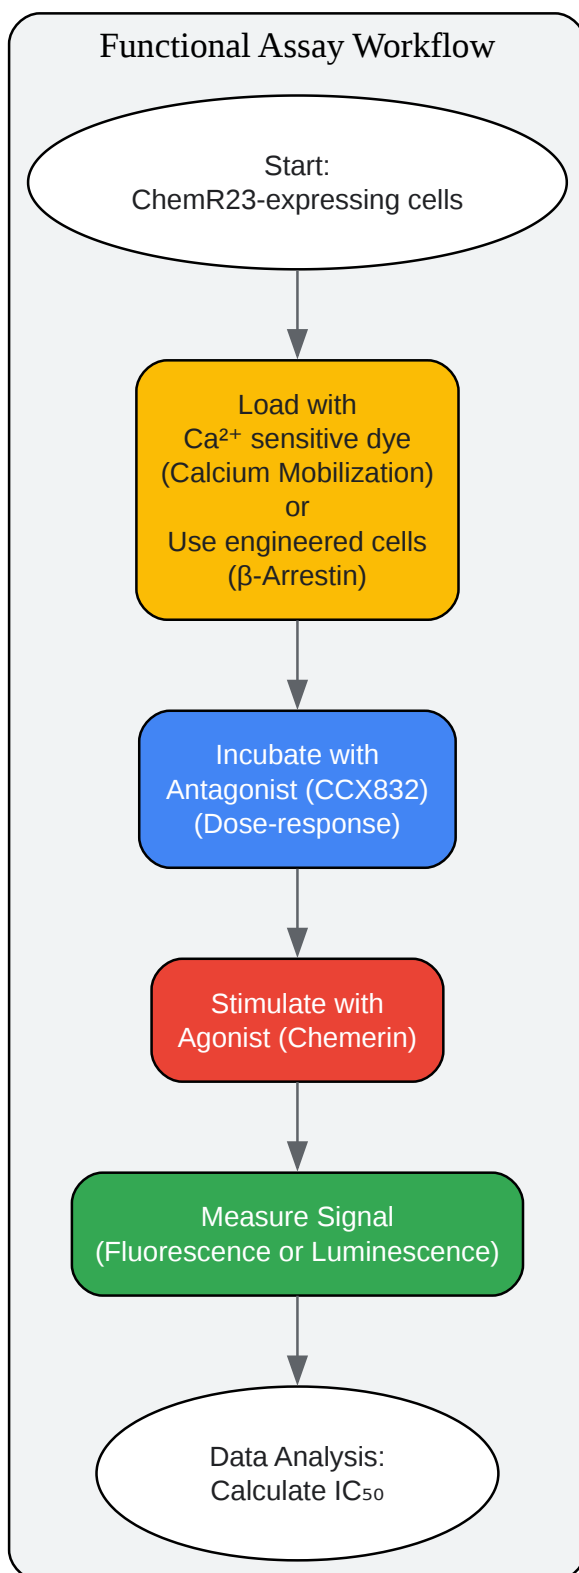 Functional Assay Workflow
Start:
ChemR23-expressing cells
Load with
Ca²⁺ sensitive dye
(Calcium Mobilization)
or
Use engineered cells
(β-Arrestin)
Incubate with
Antagonist (CCX832)
(Dose-response)
Stimulate with
Agonist (Chemerin)
Measure Signal
(Fluorescence or Luminescence)
Data Analysis:
Calculate IC₅₀